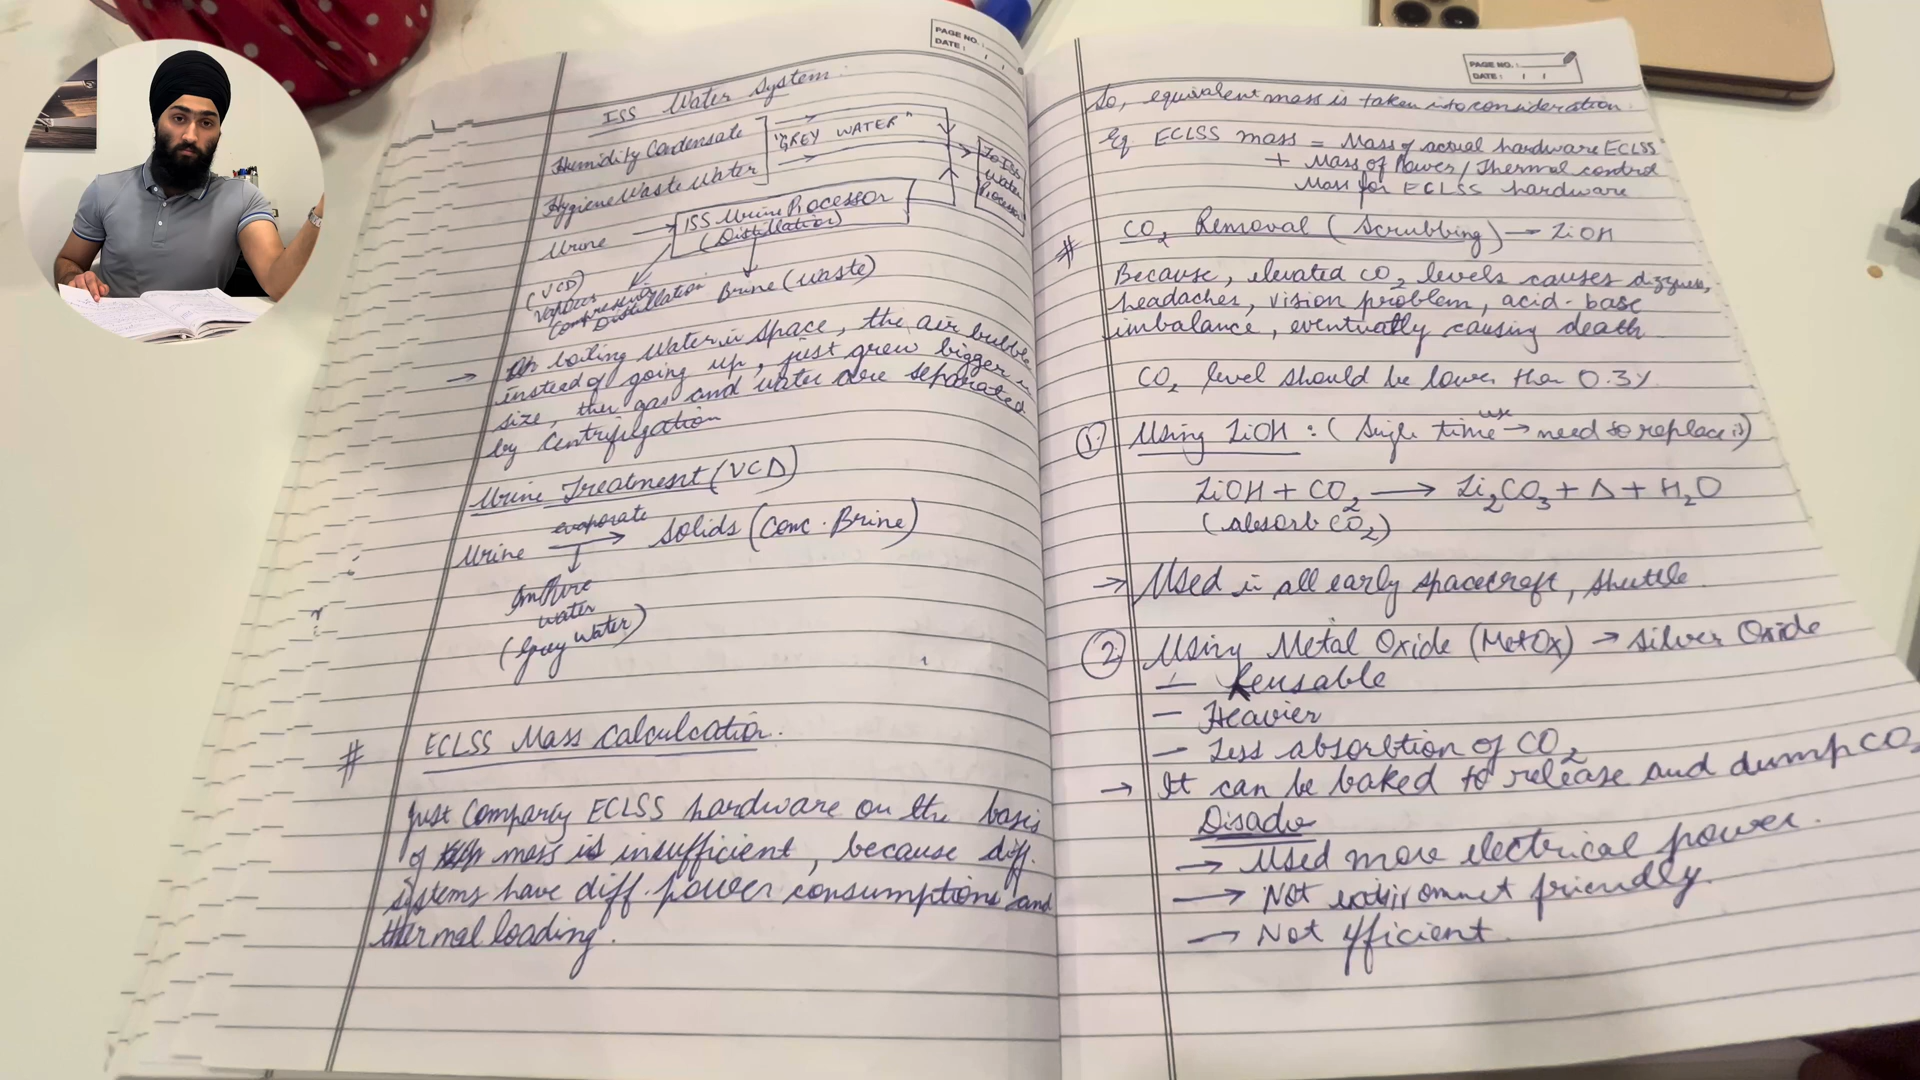 PAGE NO.:
DATE: / /
ISS Water System:
Humidity Condensate
Hygiene Waste Water
"GREY WATER"
To ISS
Water
Processor
Urine
ISS Urine Processor
(Distillation)
(VCD)
Vapour
Compression
Distillation
Brine (Waste)
→ On boiling Water in space, the air bubble
instead of going up, just grew bigger in
size, the gas and water are separated
by Centrifugation
Urine Treatment (VCD)
Urine evaporate → Solids (Conc. Brine)
water
(Grey Water)
# ECLSS Mass Calculcation.
Just Comparing ECLSS hardware on the basis
of mass is insufficient, because diff.
systems have diff. power consumptions and
thermal loading.
PAGE NO.:
DATE: / /
So, equivalent mass is taken into consideration.
Eq. ECLSS mass = Mass of actual hardware ECLSS
+ Mass of Power/Thermal control
Mass for ECLSS hardware
# CO2 Removal (Scrubbing) → LiOH
Because, elevated CO2 levels causes dizzyness,
headaches, vision problem, acid-base
imbalance, eventually causing death.
CO2 level should be lower than 0.3%
① Using LiOH: (Single time use → need to replace it)
LiOH + CO2 → Li2CO3 + Δ + H2O
(absorb CO2)
→ Used in all early spacecraft, shuttle.
② Using Metal Oxide (MetOx) → Silver Oxide
— Reusable
— Heavier
— Less absorbtion of CO2
→ It can be baked to release and dump CO2
Disadv
→ Used more electrical power.
→ Not friendly.
→ Not efficient.